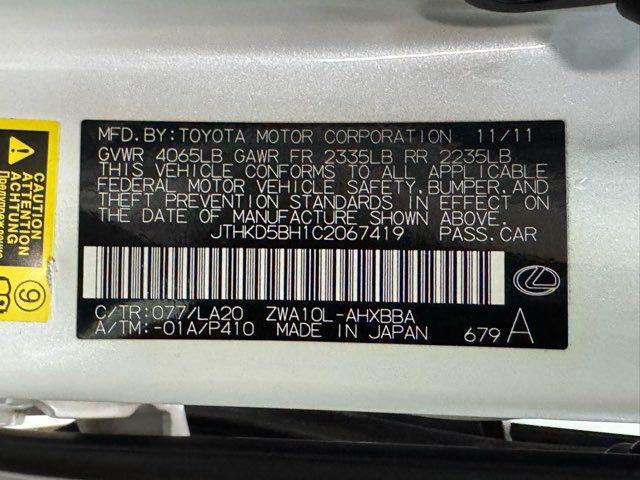 MFD. BY: TOYOTA MOTOR CORPORATION 11/11
GVWR 4065LB GAWR FR 2335LB RR 2235LB
THIS VEHICLE CONFORMS TO ALL APPLICABLE
FEDERAL MOTOR VEHICLE SAFETY, BUMPER, AND
THEFT PREVENTION STANDARDS IN EFFECT ON
THE DATE OF MANUFACTURE SHOWN ABOVE.
JTHKD5BH1C2067419 PASS. CAR
C/TR: 077/LA20 ZWA10L-AHXBBA
A/TM: -01A/P410 MADE IN JAPAN 679 A
CAUTION
ACHTUNG
ATTENTION
9